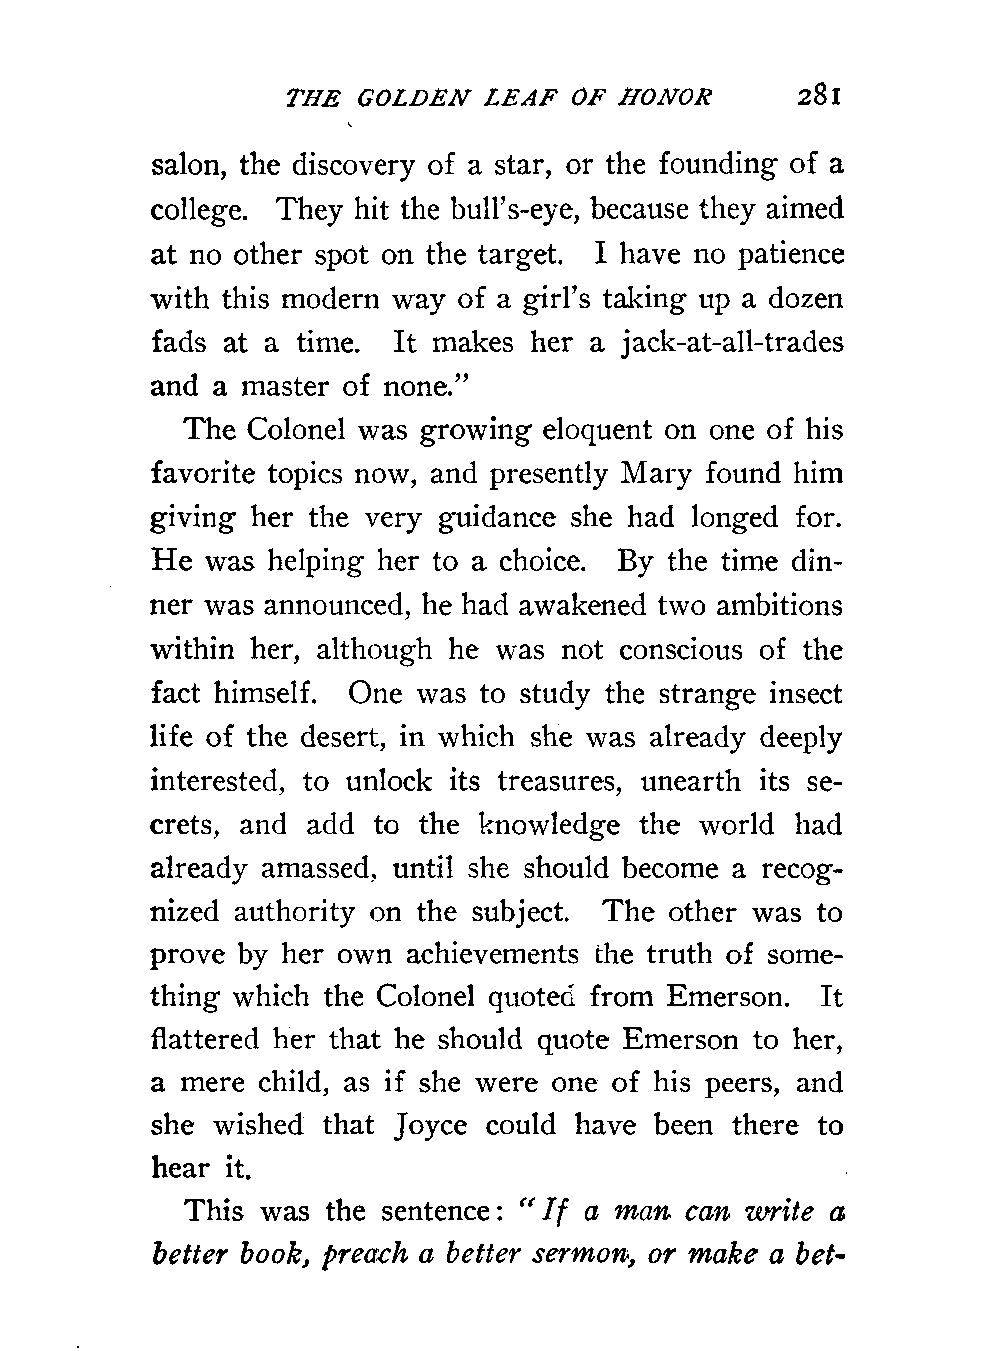 THE GOLDEN LEAF OF HONOR 281
salon, the discovery of a star, or the founding of a
college. They hit the bull's-eye, because they aimed
at no other spot on the target. I have no patience
with this modern way of a girl's taking up a dozen
fads at a time. It makes her a jack-at-all-trades
and a master of none."
The Colonel was growing eloquent on one of his
favorite topics now, and presently Mary found him
giving her the very guidance she had longed for.
He was helping her to a choice. By the time din-
ner was announced, he had awakened two ambitions
within her, although he was not conscious of the
fact himself. One was to study the strange insect
life of the desert, in which she was already deeply
interested, to unlock its treasures, unearth its se-
crets, and add to the knowledge the world had
already amassed, until she should become a recog-
nized authority on the subject. The other was to
prove by her own achievements the truth of some-
thing which the Colonel quoted from Emerson. It
flattered her that he should quote Emerson to her,
a mere child, as if she were one of his peers, and
she wished that Joyce could have been there to
hear it.
This was the sentence: "If a man can write a
better book, preach a better sermon, or make a bet-